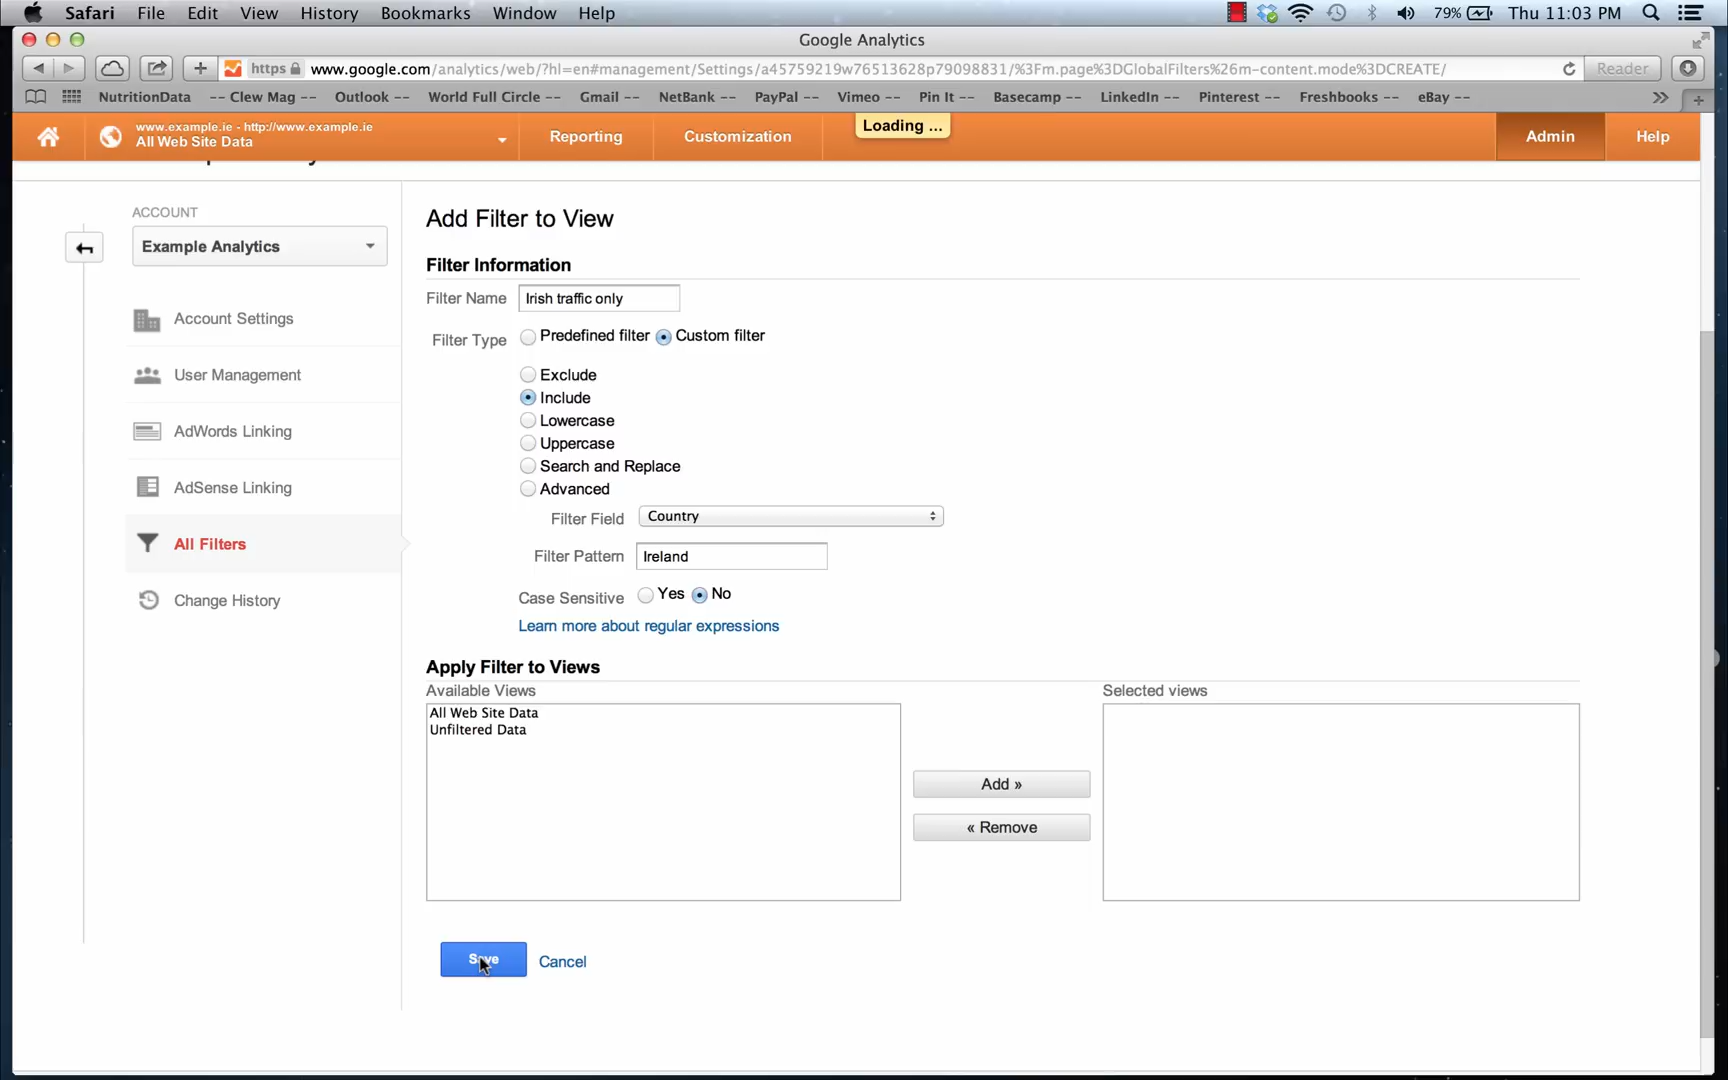 Safari File Edit View History Bookmarks Window Help 79% Thu 11:03 PM
Google Analytics
https www.google.com/analytics/web/?hl=en#management/Settings/a45759219w76513628p79098831/%3Fm.page%3DGlobalFilters%26m-content.mode%3DCREATE/ Reader
NutritionData -- Clew Mag -- Outlook -- World Full Circle -- Gmail -- NetBank -- PayPal -- Vimeo -- Pin It -- Basecamp -- LinkedIn -- Pinterest -- Freshbooks -- eBay --
www.example.ie - http://www.example.ie
All Web Site Data
Reporting Customization Loading ... Admin Help
ACCOUNT
Example Analytics
Account Settings
User Management
AdWords Linking
AdSense Linking
All Filters
Change History
Add Filter to View
Filter Information
Filter Name Irish traffic only
Filter Type Predefined filter Custom filter
Exclude
Include
Lowercase
Uppercase
Search and Replace
Advanced
Filter Field Country
Filter Pattern Ireland
Case Sensitive Yes No
Learn more about regular expressions
Apply Filter to Views
Available Views Selected views
All Web Site Data
Unfiltered Data
Add »
« Remove
Save Cancel